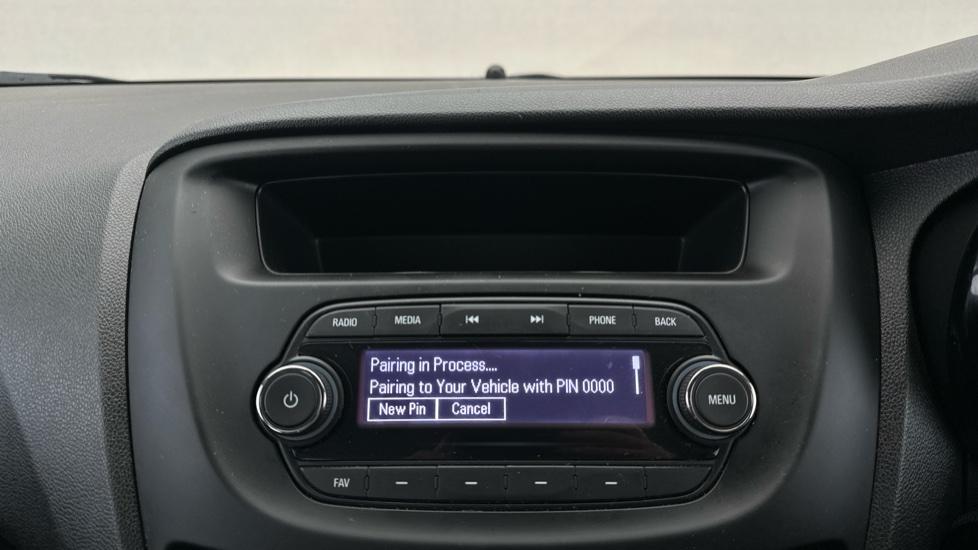 RADIO MEDIA PHONE BACK
Pairing in Process....
Pairing to Your Vehicle with PIN 0000
New Pin Cancel
MENU
FAV